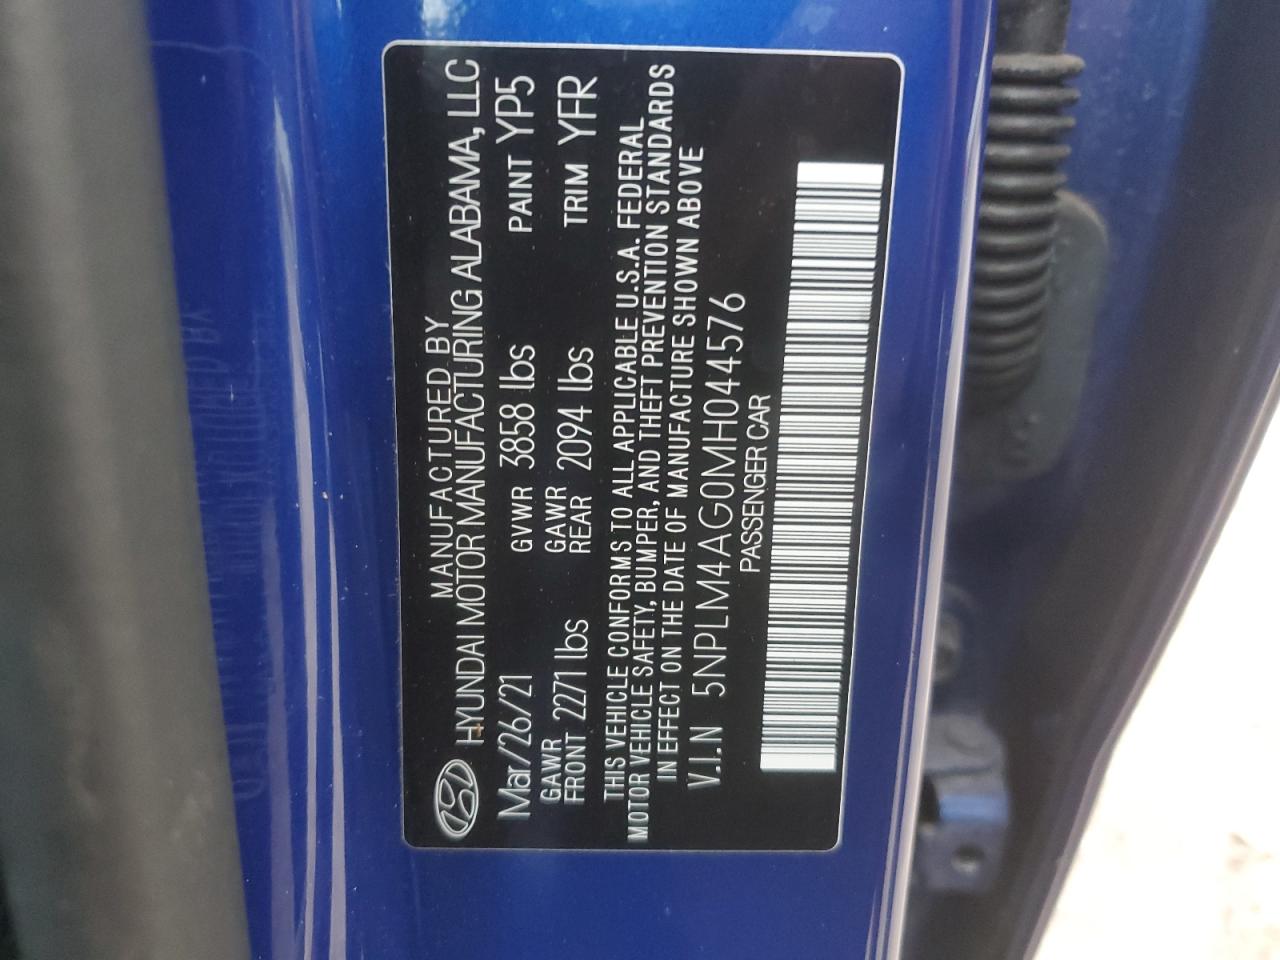 MANUFACTURED BY
HYUNDAI MOTOR MANUFACTURING ALABAMA, LLC
Mar/26/21 GVWR 3858 lbs PAINT YP5
GAWR FRONT 2271 lbs GAWR REAR 2094 lbs TRIM YFR
THIS VEHICLE CONFORMS TO ALL APPLICABLE U.S.A. FEDERAL
MOTOR VEHICLE SAFETY, BUMPER, AND THEFT PREVENTION STANDARDS
IN EFFECT ON THE DATE OF MANUFACTURE SHOWN ABOVE
V.I.N 5NPLM4AG0MH044576
PASSENGER CAR